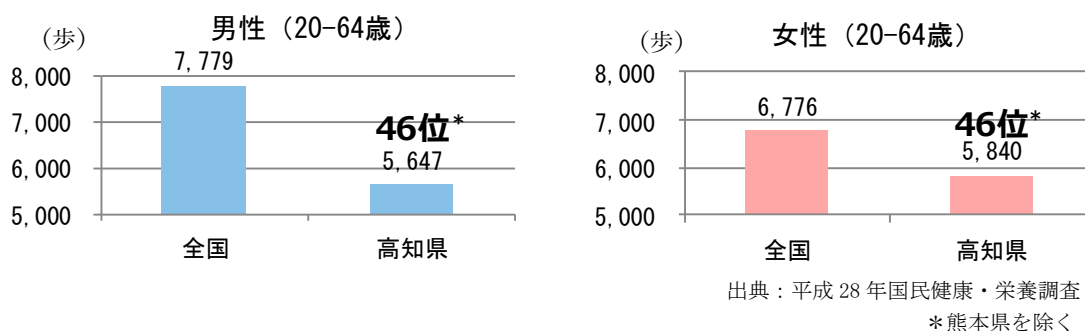 男性（20-64歳）
（歩）
8,000
7,000
6,000
5,000
7,779
46位*
5,647
全国
高知県
女性（20-64歳）
（歩）
8,000
7,000
6,000
5,000
6,776
46位*
5,840
全国
高知県
出典：平成 28 年国民健康・栄養調査
＊熊本県を除く